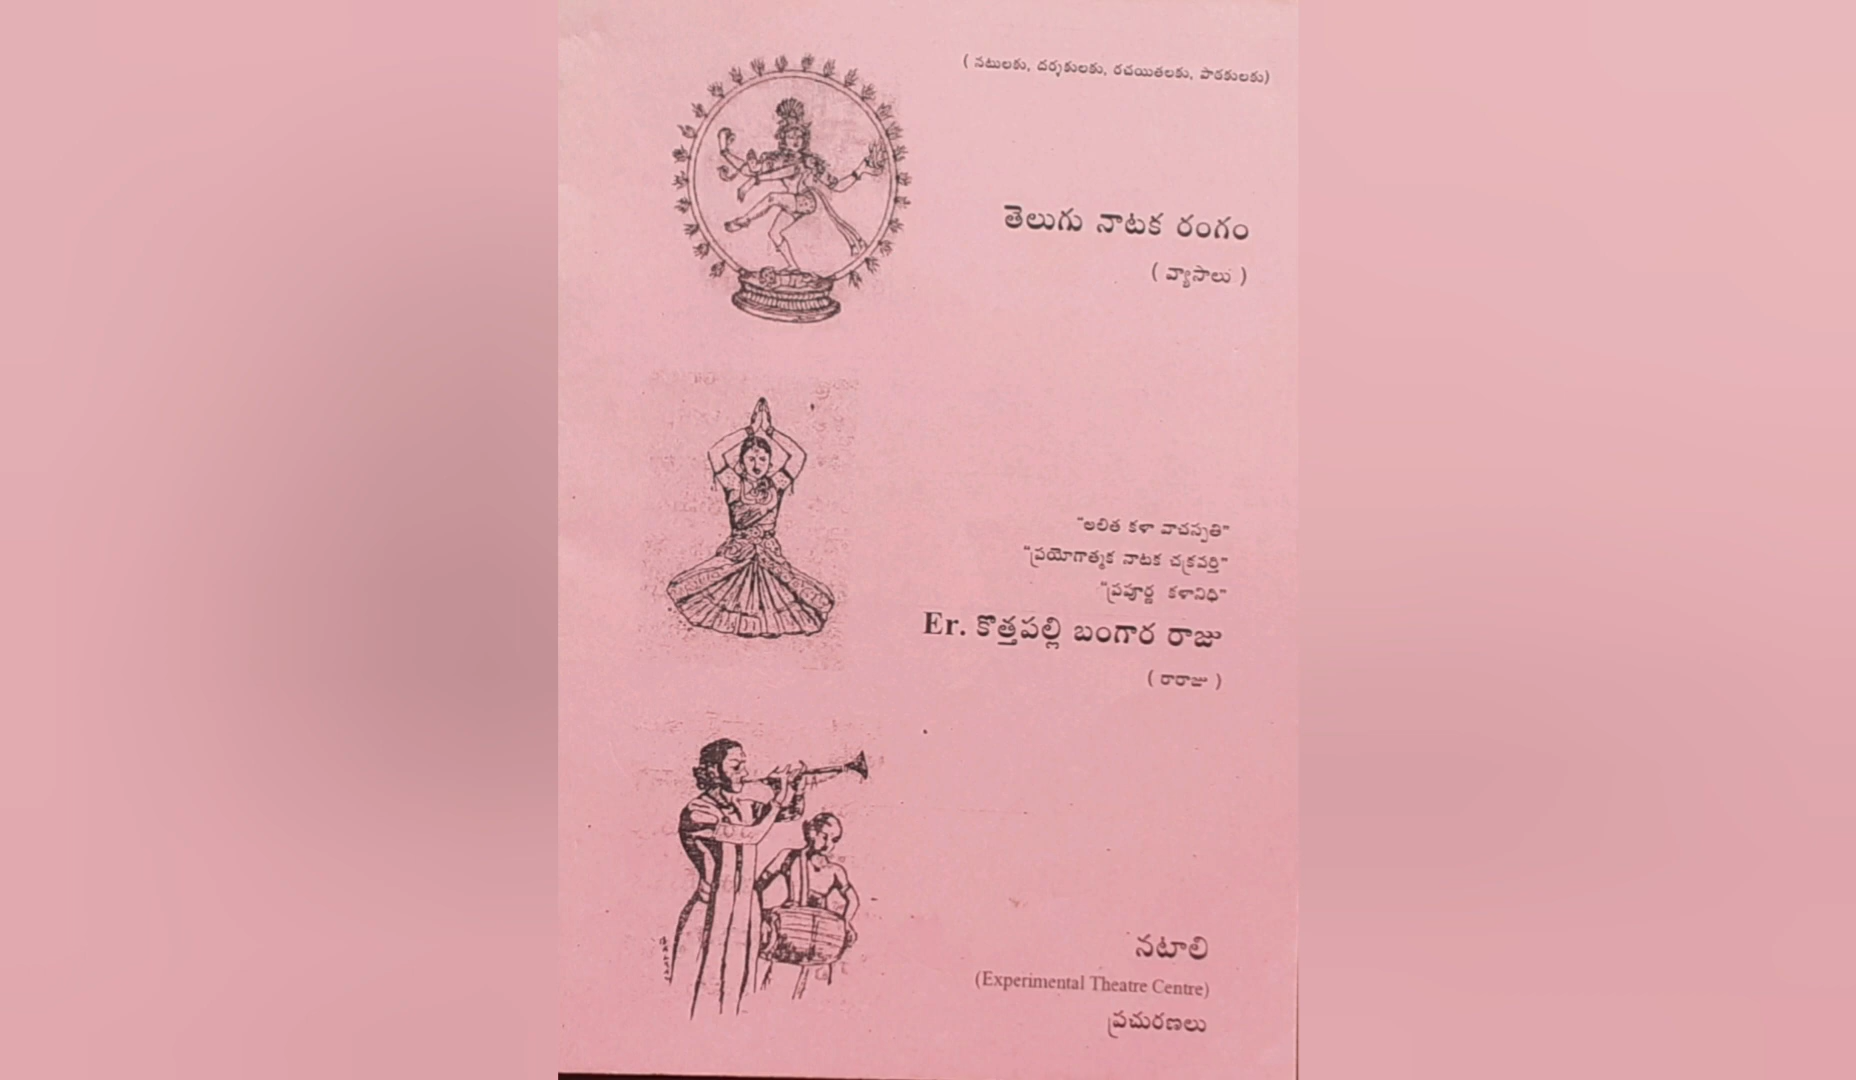 ( నటులకు, దర్శకులకు, రచయితలకు, పాఠకులకు)
తెలుగు నాటక రంగం
( వ్యాసాలు )
"లలిత కళా వాచస్పతి"
"ప్రయోగాత్మక నాటక చక్రవర్తి"
"ప్రపూర్ణ కళానిధి"
Er. కొత్తపల్లి బంగార రాజు
( రారాజు )
నటాలి
(Experimental Theatre Centre)
ప్రచురణలు